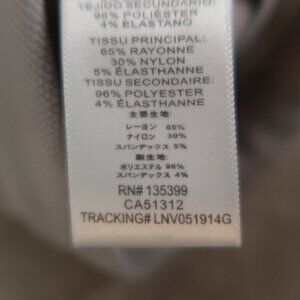 TEJIDO SECUNDARIO:
96% POLIÉSTER
4% ELASTANO
TISSU PRINCIPAL:
65% RAYONNE
30% NYLON
5% ÉLASTHANNE
TISSU SECONDAIRE:
96% POLYESTER
4% ÉLASTHANNE
主要生地:
レーヨン 65%
ナイロン 30%
スパンデックス 5%
副生地:
ポリエステル 96%
スパンデックス 4%
RN# 135399
CA51312
TRACKING# LNV051914G